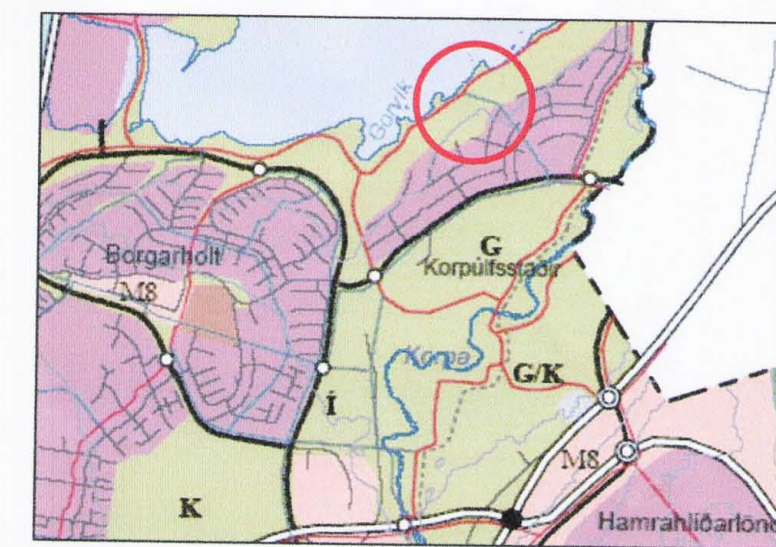 Gorvík
Borgarholt
M8
G
Korpúlfsstaðir
Korpa
G/K
Í
M8
K
Hamrahlíðarlönd